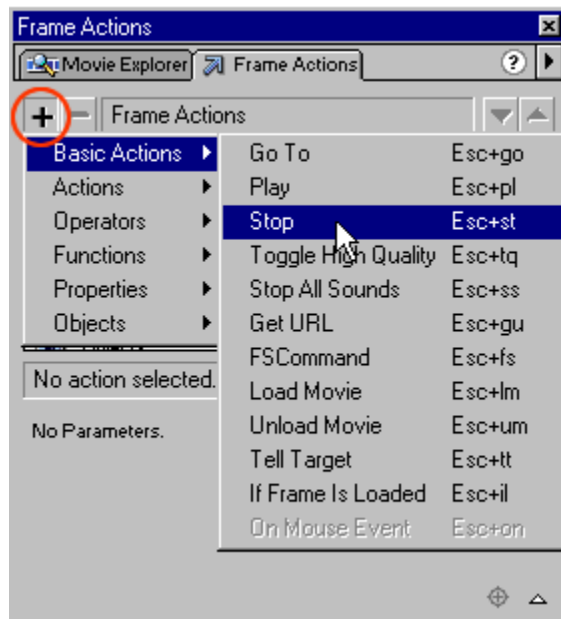 Frame Actions
Movie Explorer Frame Actions ?
+ - Frame Actions
Basic Actions
Actions
Operators
Functions
Properties
Objects
Go To Esc+go
Play Esc+pl
Stop Esc+st
Toggle High Quality Esc+tq
Stop All Sounds Esc+ss
Get URL Esc+gu
FSCommand Esc+fs
Load Movie Esc+lm
Unload Movie Esc+um
Tell Target Esc+tt
If Frame Is Loaded Esc+il
On Mouse Event Esc+on
No action selected.
No Parameters.